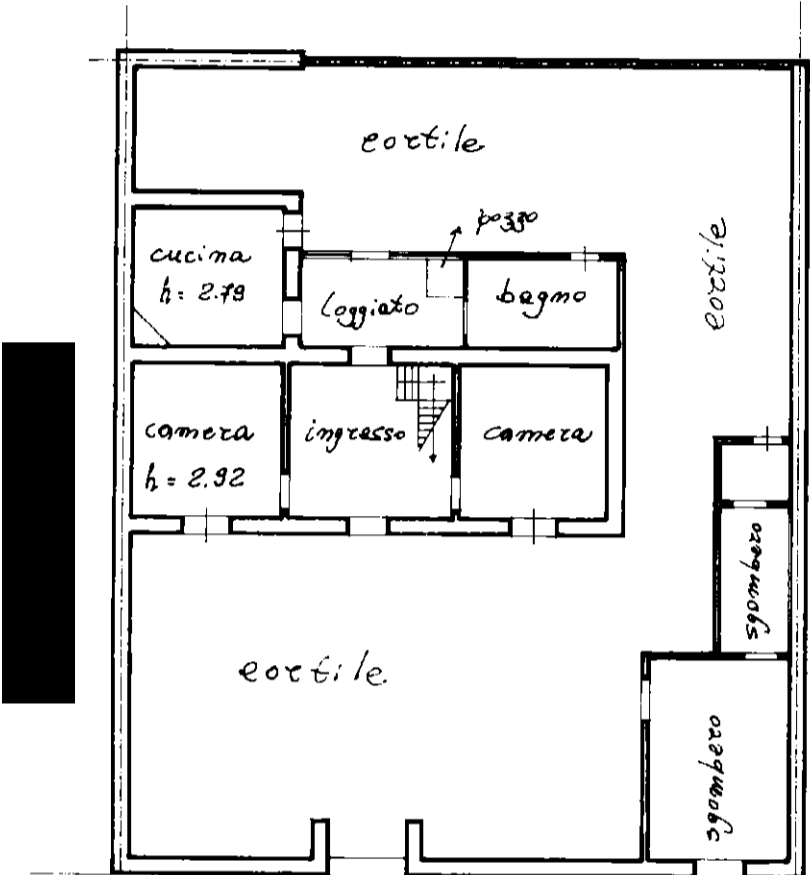 cortile
pozzo
cortile
cucina
h = 2.79
loggiato
bagno
camera
h = 2.92
ingresso
camera
sgombero
cortile
sgombero